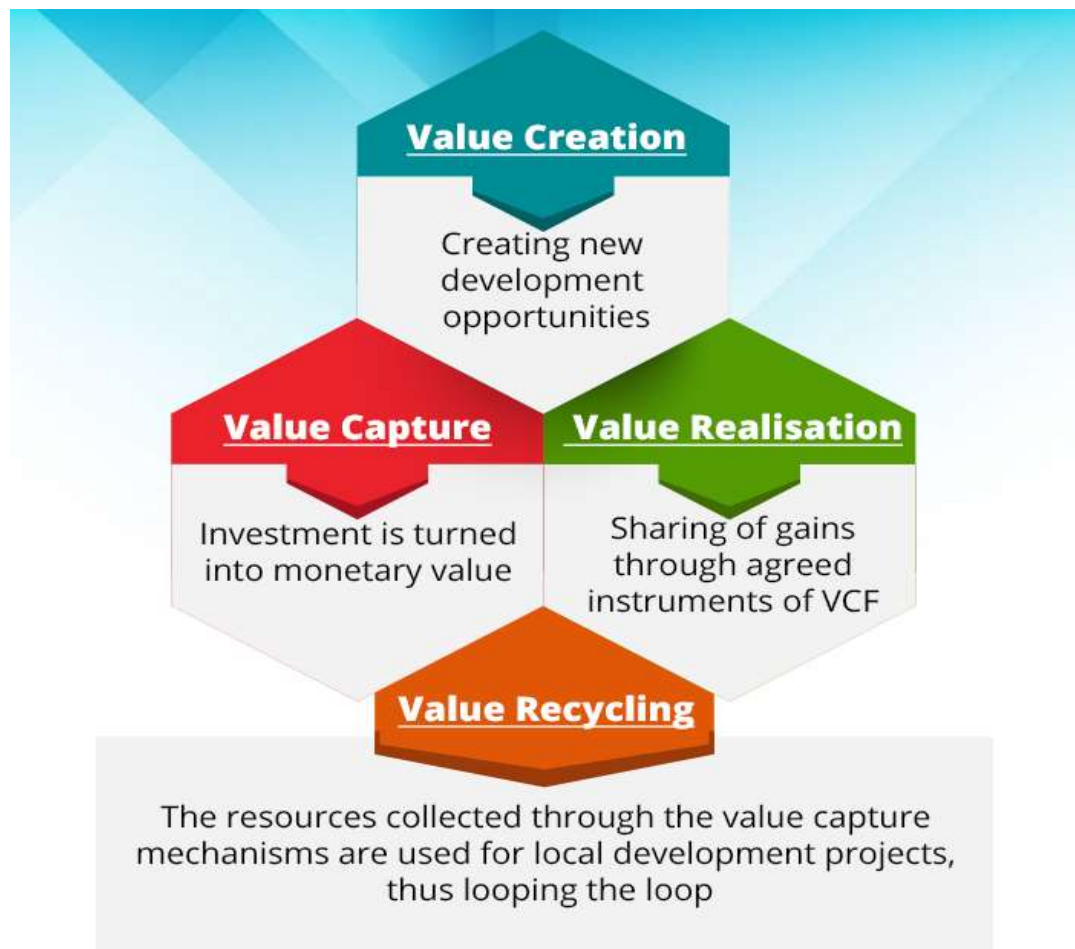 Value Creation
Creating new
development
opportunities
Value Capture
Investment is turned
into monetary value
Value Realisation
Sharing of gains
through agreed
instruments of VCF
Value Recycling
The resources collected through the value capture
mechanisms are used for local development projects,
thus looping the loop